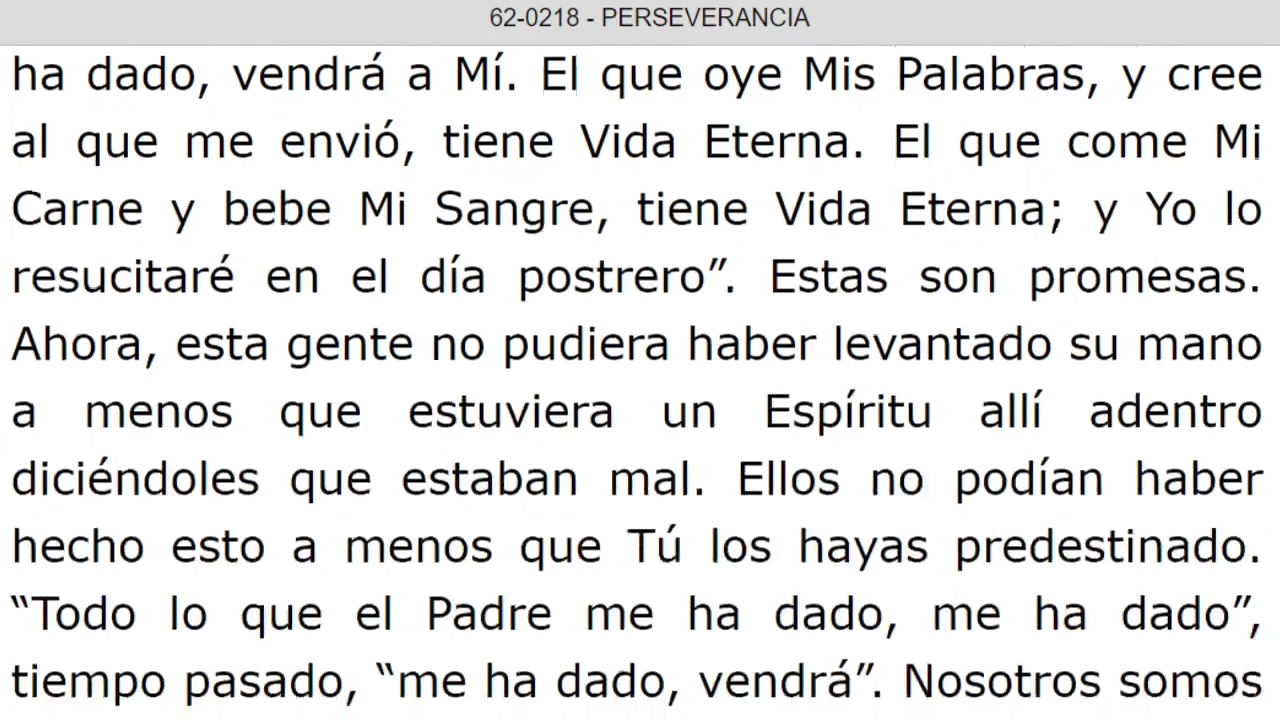 62-0218 - PERSEVERANCIA
ha dado, vendrá a Mí. El que oye Mis Palabras, y cree
al que me envió, tiene Vida Eterna. El que come Mi
Carne y bebe Mi Sangre, tiene Vida Eterna; y Yo lo
resucitaré en el día postrero”. Estas son promesas.
Ahora, esta gente no pudiera haber levantado su mano
a menos que estuviera un Espíritu allí adentro
diciéndoles que estaban mal. Ellos no podían haber
hecho esto a menos que Tú los hayas predestinado.
“Todo lo que el Padre me ha dado, me ha dado”,
tiempo pasado, “me ha dado, vendrá”. Nosotros somos